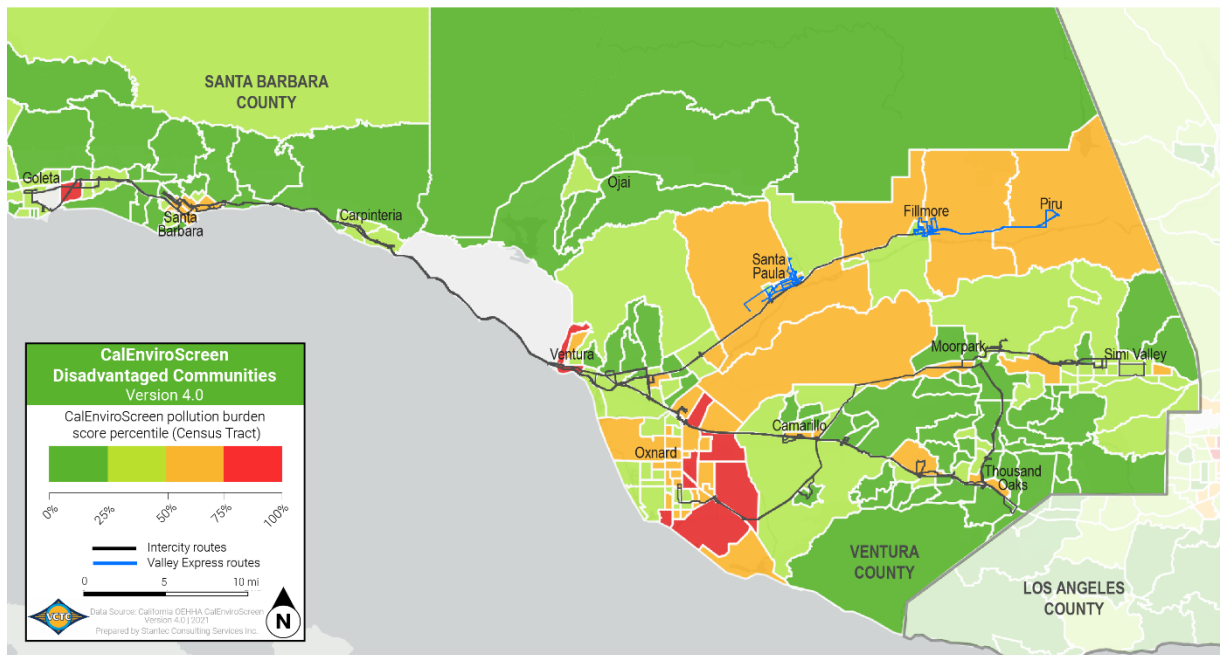 SANTA BARBARA
COUNTY
Goleta
Santa
Barbara
Carpinteria
Ojai
Santa
Paula
Fillmore
Piru
Ventura
Moorpark
Simi Valley
Camarillo
Oxnard
Thousand
Oaks
VENTURA
COUNTY
LOS ANGELES
COUNTY
CalEnviroScreen
Disadvantaged Communities
Version 4.0
CalEnviroScreen pollution burden
score percentile (Census Tract)
0% 25% 50% 75% 100%
Intercity routes
Valley Express routes
0 5 10 mi
VCTC
Data Source: California OEHHA CalEnviroScreen
Version 4.0 | 2021
Prepared by Stantec Consulting Services Inc.
N